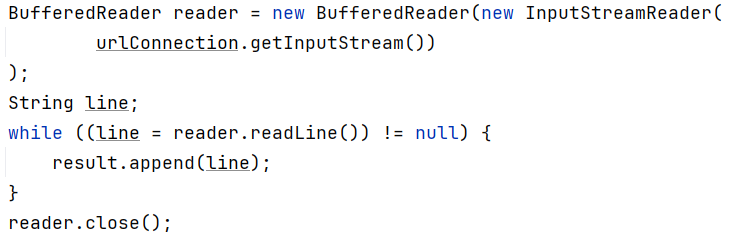 BufferedReader reader = new BufferedReader(new InputStreamReader(
        urlConnection.getInputStream())
);
String line;
while ((line = reader.readLine()) != null) {
    result.append(line);
}
reader.close();